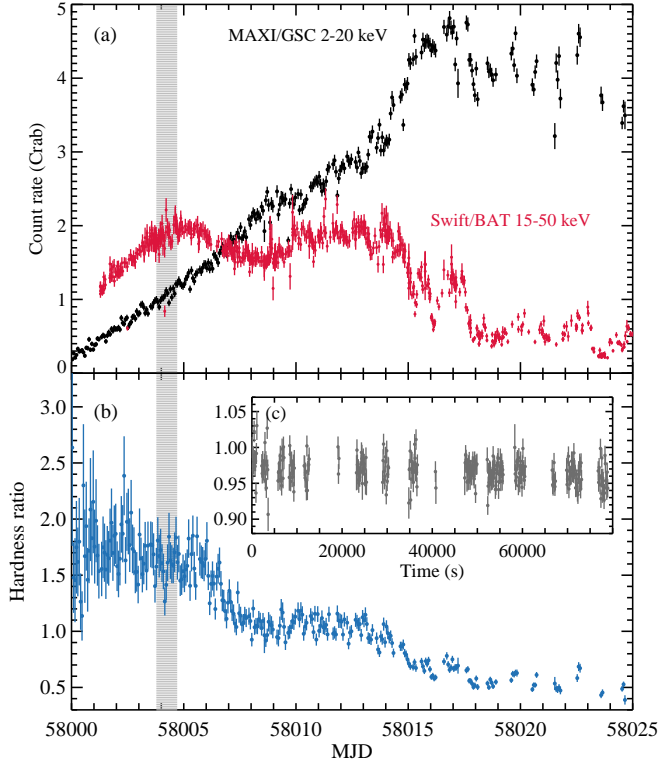 5
4
3
2
1
0
(a)
MAXI/GSC 2-20 keV
Swift/BAT 15-50 keV
Count rate (Crab)
3.0
2.5
2.0
1.5
1.0
0.5
(b)
Hardness ratio
1.05
1.00
0.95
0.90
(c)
0 20000 40000 60000
Time (s)
58000 58005 58010 58015 58020 58025
MJD